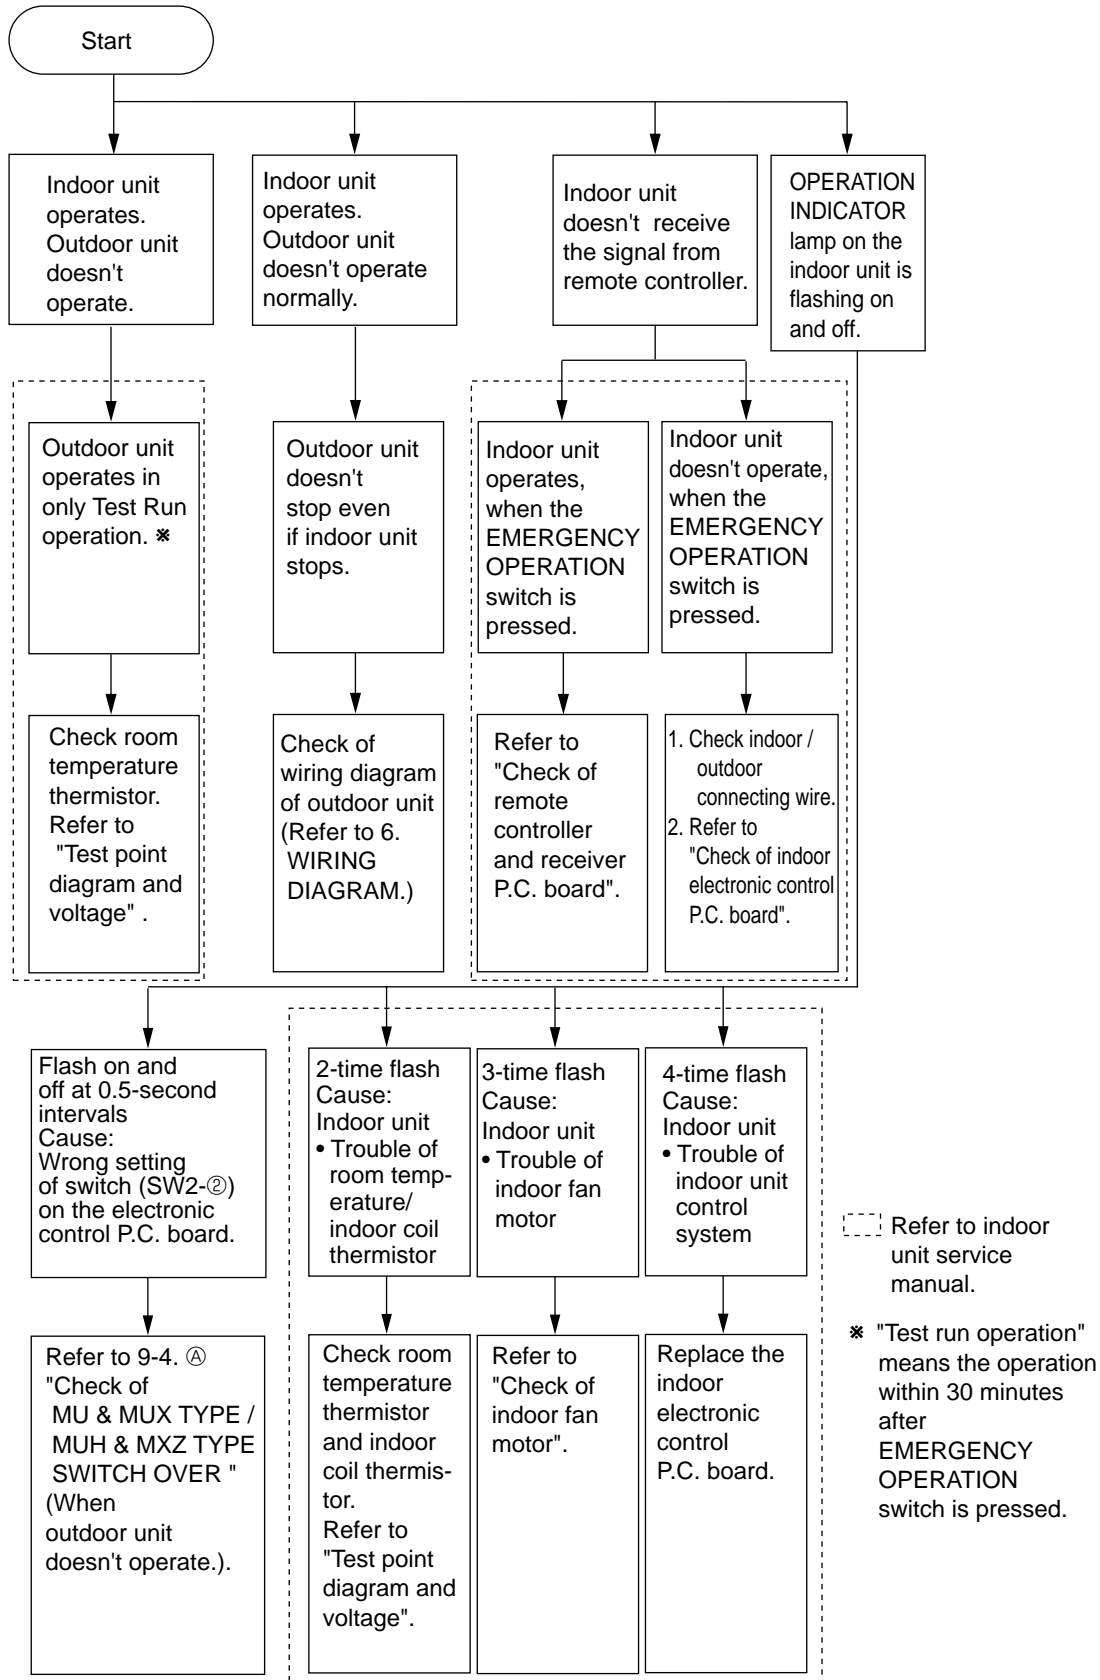 Start
Indoor unit
operates.
Outdoor unit
doesn't
operate.
Indoor unit
operates.
Outdoor unit
doesn't operate
normally.
Indoor unit
doesn't receive
the signal from
remote controller.
OPERATION
INDICATOR
lamp on the
indoor unit is
flashing on
and off.
Outdoor unit
operates in
only Test Run
operation. ※
Outdoor unit
doesn't
stop even
if indoor unit
stops.
Indoor unit
operates,
when the
EMERGENCY
OPERATION
switch is
pressed.
Indoor unit
doesn't operate,
when the
EMERGENCY
OPERATION
switch is
pressed.
Check room
temperature
thermistor.
Refer to
"Test point
diagram and
voltage" .
Check of
wiring diagram
of outdoor unit
(Refer to 6.
WIRING
DIAGRAM.)
Refer to
"Check of
remote
controller
and receiver
P.C. board".
1. Check indoor /
outdoor
connecting wire.
2. Refer to
"Check of indoor
electronic control
P.C. board".
Flash on and
off at 0.5-second
intervals
Cause:
Wrong setting
of switch (SW2-②)
on the electronic
control P.C. board.
2-time flash
Cause:
Indoor unit
• Trouble of
room temp-
erature/
indoor coil
thermistor
3-time flash
Cause:
Indoor unit
• Trouble of
indoor fan
motor
4-time flash
Cause:
Indoor unit
• Trouble of
indoor unit
control
system
Refer to 9-4. Ⓐ
"Check of
MU & MUX TYPE /
MUH & MXZ TYPE
SWITCH OVER "
(When
outdoor unit
doesn't operate.).
Check room
temperature
thermistor
and indoor
coil thermis-
tor.
Refer to
"Test point
diagram and
voltage".
Refer to
"Check of
indoor fan
motor".
Replace the
indoor
electronic
control
P.C. board.
Refer to indoor
unit service
manual.
※ "Test run operation"
means the operation
within 30 minutes
after
EMERGENCY
OPERATION
switch is pressed.